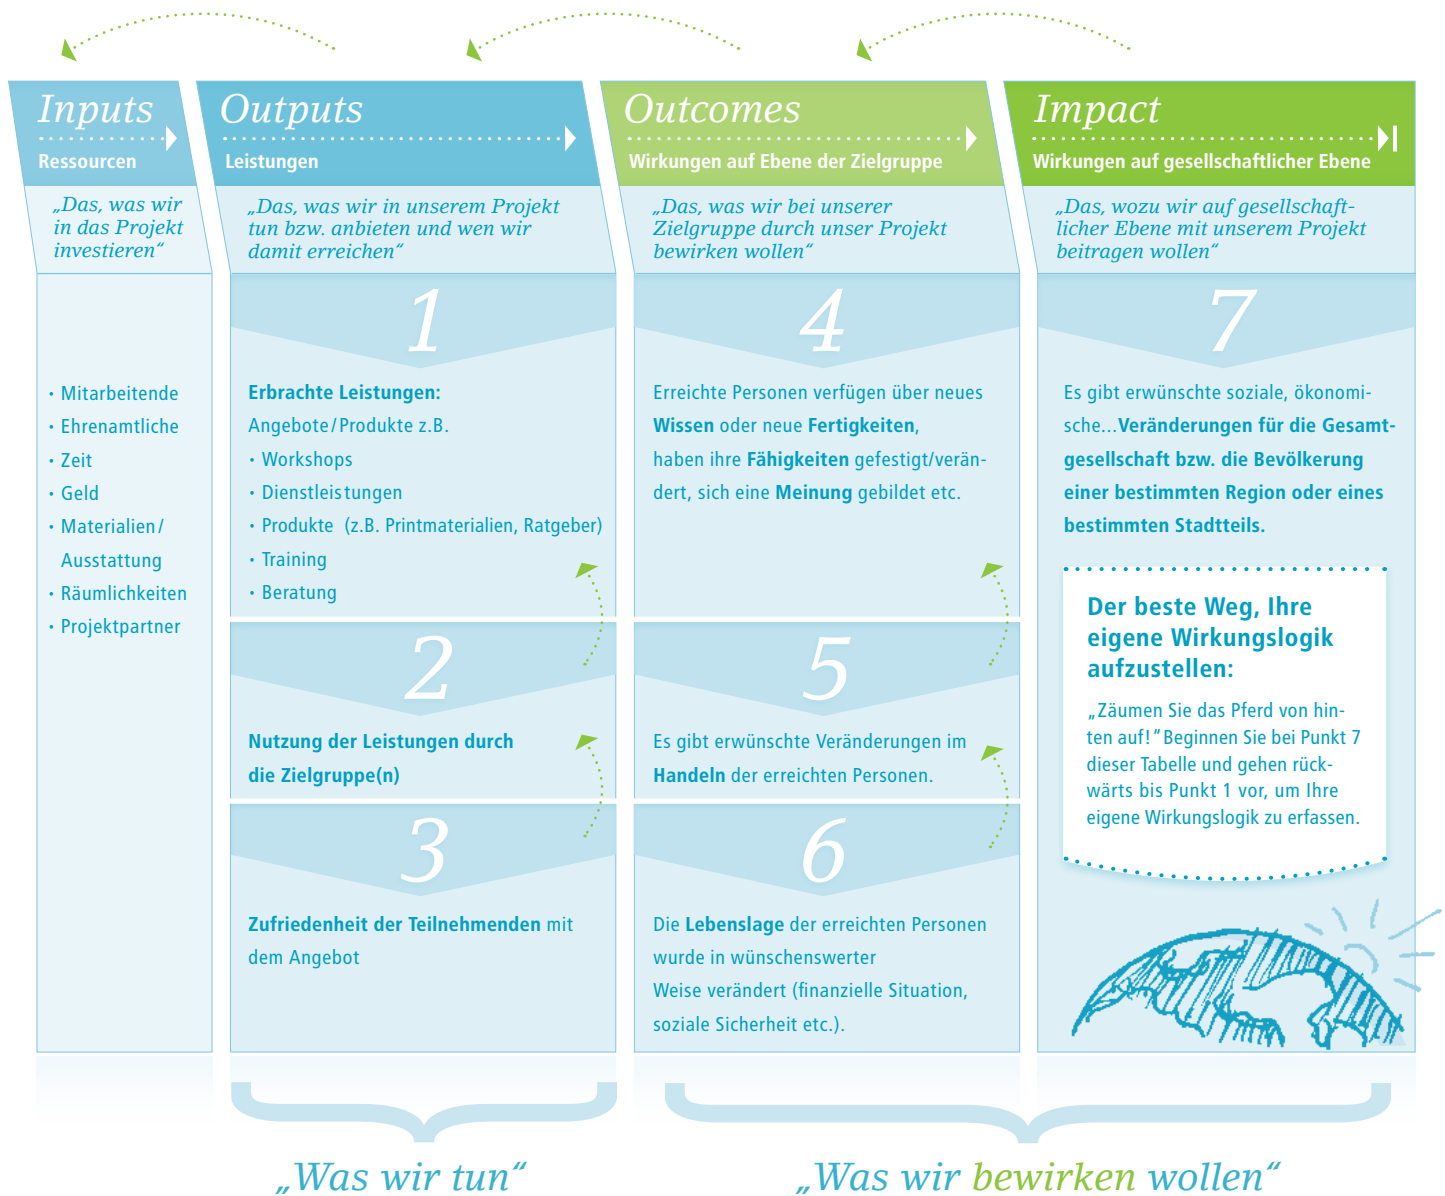 Inputs
Ressourcen
„Das, was wir
in das Projekt
investieren“
· Mitarbeitende
· Ehrenamtliche
· Zeit
· Geld
· Materialien/
Ausstattung
· Räumlichkeiten
· Projektpartner
Outputs
Leistungen
„Das, was wir in unserem Projekt
tun bzw. anbieten und wen wir
damit erreichen“
1
Erbrachte Leistungen:
Angebote/Produkte z.B.
· Workshops
· Dienstleistungen
· Produkte (z.B. Printmaterialien, Ratgeber)
· Training
· Beratung
2
Nutzung der Leistungen durch
die Zielgruppe(n)
3
Zufriedenheit der Teilnehmenden mit
dem Angebot
Outcomes
Wirkungen auf Ebene der Zielgruppe
„Das, was wir bei unserer
Zielgruppe durch unser Projekt
bewirken wollen“
4
Erreichte Personen verfügen über neues
Wissen oder neue Fertigkeiten,
haben ihre Fähigkeiten gefestigt/verän-
dert, sich eine Meinung gebildet etc.
5
Es gibt erwünschte Veränderungen im
Handeln der erreichten Personen.
6
Die Lebenslage der erreichten Personen
wurde in wünschenswerter
Weise verändert (finanzielle Situation,
soziale Sicherheit etc.).
Impact
Wirkungen auf gesellschaftlicher Ebene
„Das, wozu wir auf gesellschaft-
licher Ebene mit unserem Projekt
beitragen wollen“
7
Es gibt erwünschte soziale, ökonomi-
sche...Veränderungen für die Gesamt-
gesellschaft bzw. die Bevölkerung
einer bestimmten Region oder eines
bestimmten Stadtteils.
Der beste Weg, Ihre
eigene Wirkungslogik
aufzustellen:
„Zäumen Sie das Pferd von hin-
ten auf!“ Beginnen Sie bei Punkt 7
dieser Tabelle und gehen rück-
wärts bis Punkt 1 vor, um Ihre
eigene Wirkungslogik zu erfassen.
„Was wir tun“
„Was wir bewirken wollen“